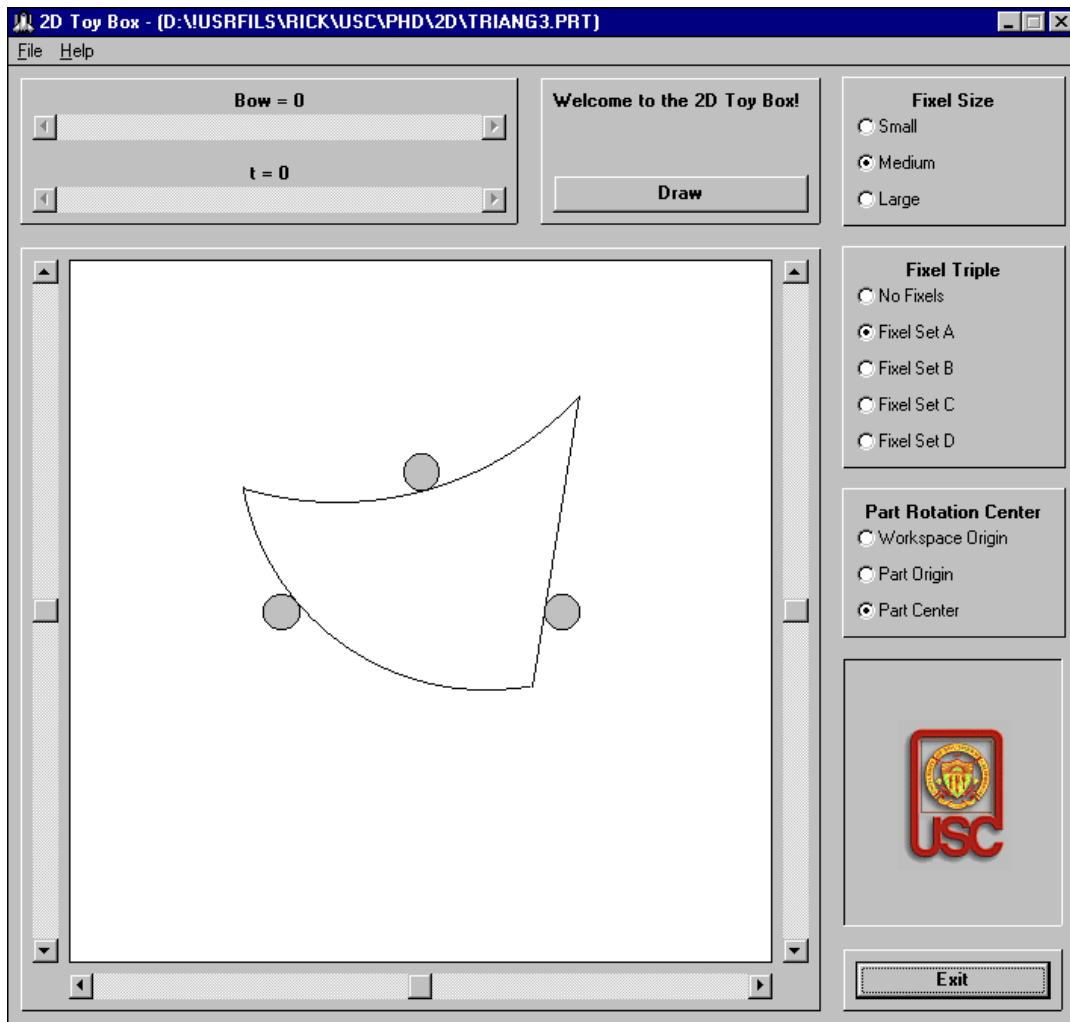 2D Toy Box - (D:\!USRFILS\RICK\USC\PHD\2D\TRIANG3.PRT)
File Help
Bow = 0
t = 0
Welcome to the 2D Toy Box!
Draw
Fixel Size
Small
Medium
Large
Fixel Triple
No Fixels
Fixel Set A
Fixel Set B
Fixel Set C
Fixel Set D
Part Rotation Center
Workspace Origin
Part Origin
Part Center
USC
Exit